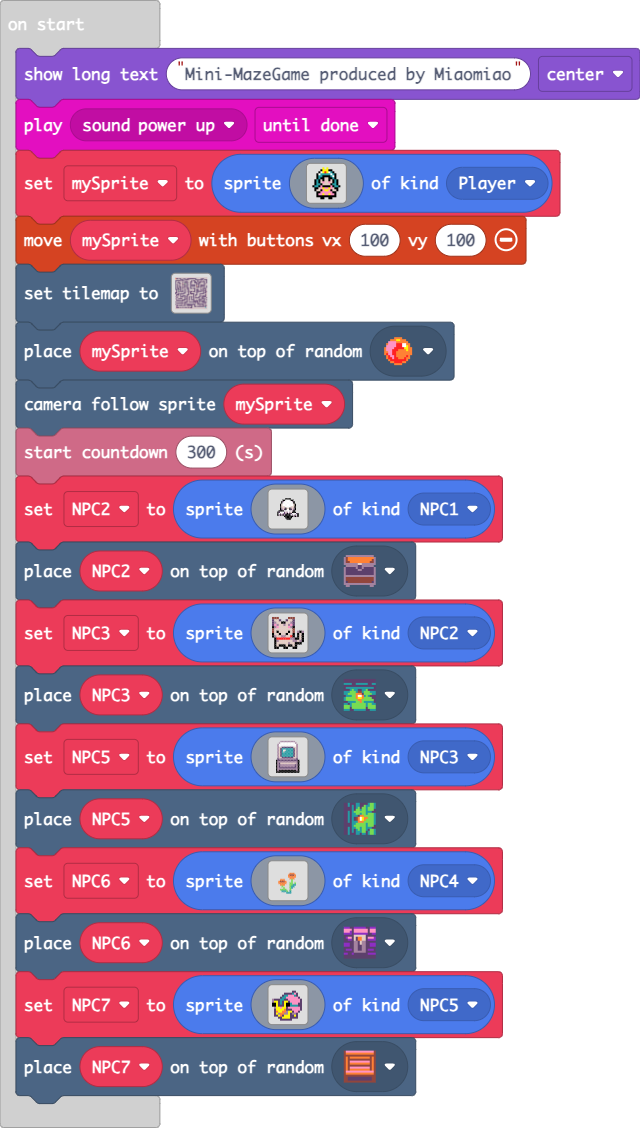 on start
show long text "Mini-MazeGame produced by Miaomiao" center
play sound power up until done
set mySprite to sprite of kind Player
move mySprite with buttons vx 100 vy 100
set tilemap to
place mySprite on top of random
camera follow sprite mySprite
start countdown 300 (s)
set NPC2 to sprite of kind NPC1
place NPC2 on top of random
set NPC3 to sprite of kind NPC2
place NPC3 on top of random
set NPC5 to sprite of kind NPC3
place NPC5 on top of random
set NPC6 to sprite of kind NPC4
place NPC6 on top of random
set NPC7 to sprite of kind NPC5
place NPC7 on top of random